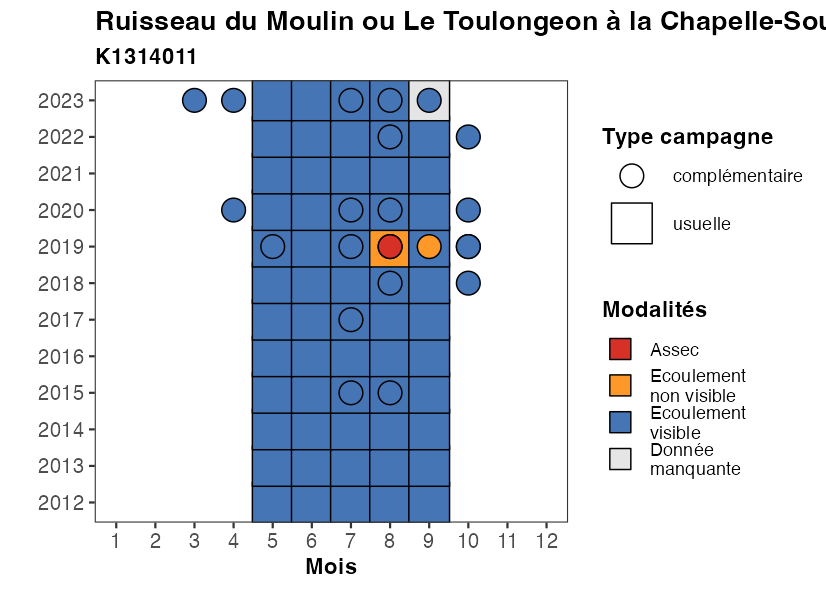 Ruisseau du Moulin ou Le Toulongeon à la Chapelle-Sou
K1314011
2023
2022
2021
2020
2019
2018
2017
2016
2015
2014
2013
2012
1 2 3 4 5 6 7 8 9 10 11 12
Mois
Type campagne
complémentaire
usuelle
Modalités
Assec
Ecoulement
non visible
Ecoulement
visible
Donnée
manquante